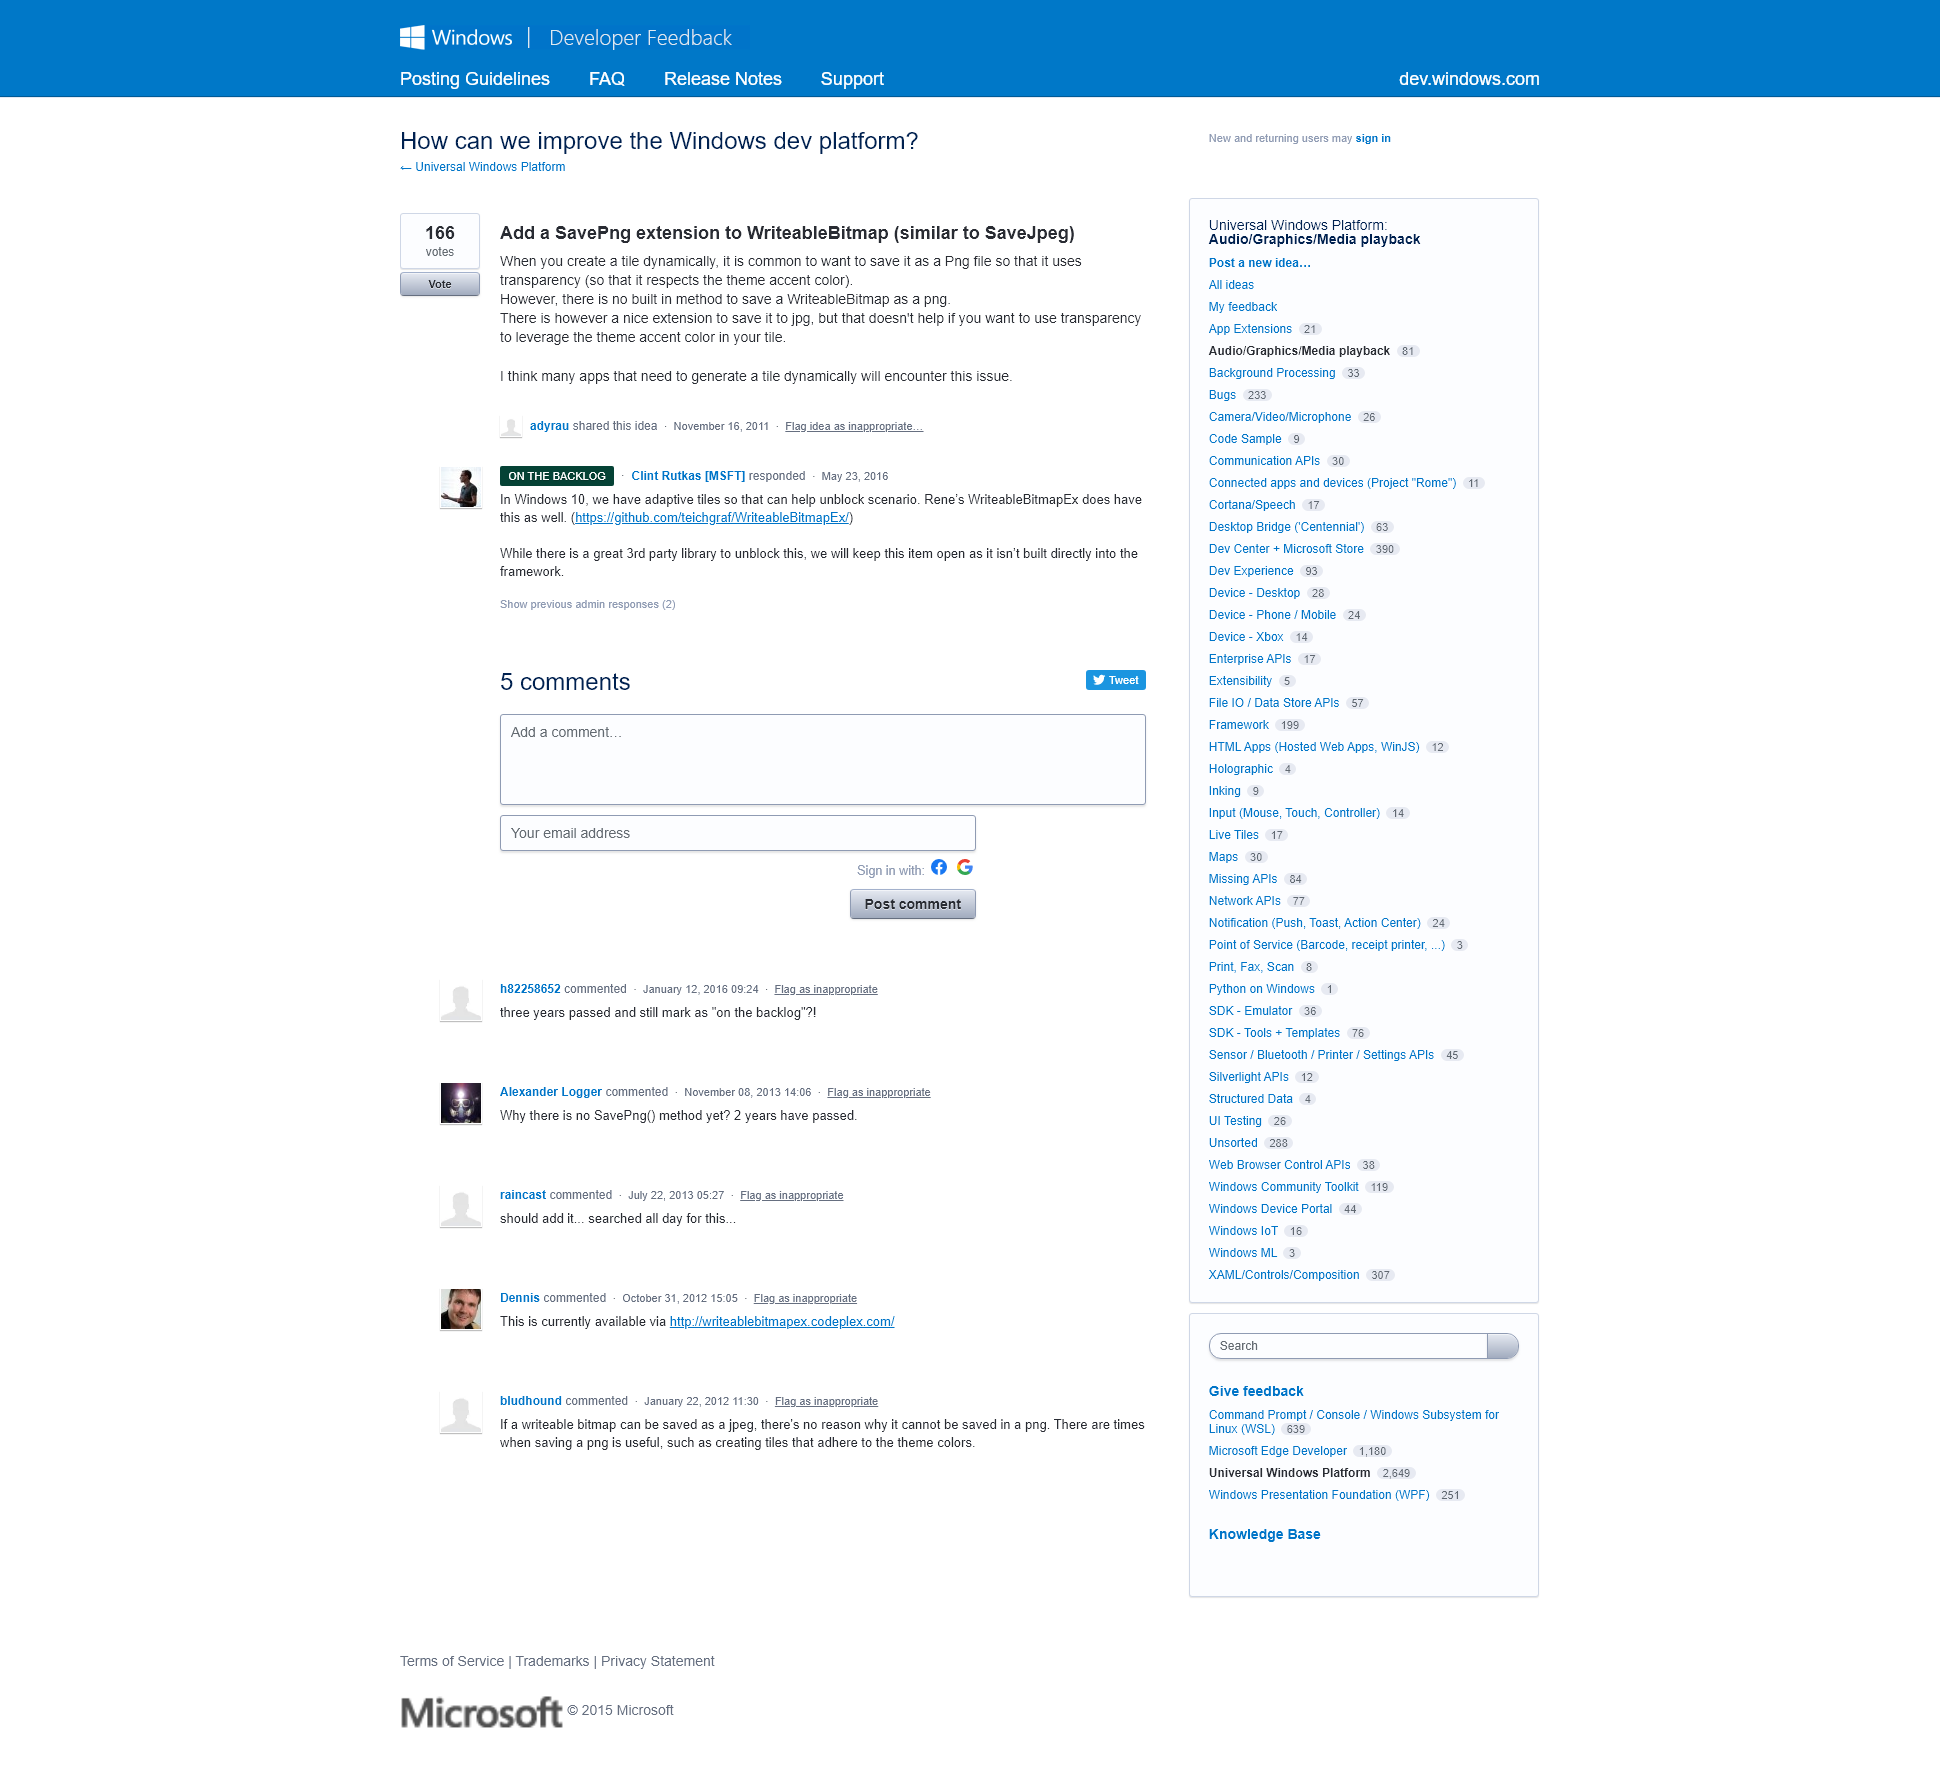 Windows | Developer Feedback
Posting Guidelines FAQ Release Notes Support dev.windows.com
How can we improve the Windows dev platform?
← Universal Windows Platform
New and returning users may sign in
166
votes
Vote
Add a SavePng extension to WriteableBitmap (similar to SaveJpeg)
When you create a tile dynamically, it is common to want to save it as a Png file so that it uses
transparency (so that it respects the theme accent color).
However, there is no built in method to save a WriteableBitmap as a png.
There is however a nice extension to save it to jpg, but that doesn't help if you want to use transparency
to leverage the theme accent color in your tile.
I think many apps that need to generate a tile dynamically will encounter this issue.
adyrau shared this idea · November 16, 2011 · Flag idea as inappropriate…
ON THE BACKLOG · Clint Rutkas [MSFT] responded · May 23, 2016
In Windows 10, we have adaptive tiles so that can help unblock scenario. Rene’s WriteableBitmapEx does have
this as well. (https://github.com/teichgraf/WriteableBitmapEx/)
While there is a great 3rd party library to unblock this, we will keep this item open as it isn’t built directly into the
framework.
Show previous admin responses (2)
5 comments
Tweet
Add a comment…
Your email address
Sign in with:
Post comment
h82258652 commented · January 12, 2016 09:24 · Flag as inappropriate
three years passed and still mark as "on the backlog"?!
Alexander Logger commented · November 08, 2013 14:06 · Flag as inappropriate
Why there is no SavePng() method yet? 2 years have passed.
raincast commented · July 22, 2013 05:27 · Flag as inappropriate
should add it... searched all day for this...
Dennis commented · October 31, 2012 15:05 · Flag as inappropriate
This is currently available via http://writeablebitmapex.codeplex.com/
bludhound commented · January 22, 2012 11:30 · Flag as inappropriate
If a writeable bitmap can be saved as a jpeg, there's no reason why it cannot be saved in a png. There are times
when saving a png is useful, such as creating tiles that adhere to the theme colors.
Universal Windows Platform:
Audio/Graphics/Media playback
Post a new idea…
All ideas
My feedback
App Extensions 21
Audio/Graphics/Media playback 81
Background Processing 33
Bugs 233
Camera/Video/Microphone 26
Code Sample 9
Communication APIs 30
Connected apps and devices (Project "Rome") 11
Cortana/Speech 17
Desktop Bridge ('Centennial') 63
Dev Center + Microsoft Store 390
Dev Experience 93
Device - Desktop 28
Device - Phone / Mobile 24
Device - Xbox 14
Enterprise APIs 17
Extensibility 5
File IO / Data Store APIs 57
Framework 199
HTML Apps (Hosted Web Apps, WinJS) 12
Holographic 4
Inking 9
Input (Mouse, Touch, Controller) 14
Live Tiles 17
Maps 30
Missing APIs 84
Network APIs 77
Notification (Push, Toast, Action Center) 24
Point of Service (Barcode, receipt printer, ...) 3
Print, Fax, Scan 8
Python on Windows 1
SDK - Emulator 36
SDK - Tools + Templates 76
Sensor / Bluetooth / Printer / Settings APIs 45
Silverlight APIs 12
Structured Data 4
UI Testing 26
Unsorted 288
Web Browser Control APIs 38
Windows Community Toolkit 119
Windows Device Portal 44
Windows IoT 16
Windows ML 3
XAML/Controls/Composition 307
Search
Give feedback
Command Prompt / Console / Windows Subsystem for
Linux (WSL) 639
Microsoft Edge Developer 1,180
Universal Windows Platform 2,649
Windows Presentation Foundation (WPF) 251
Knowledge Base
Terms of Service | Trademarks | Privacy Statement
Microsoft © 2015 Microsoft